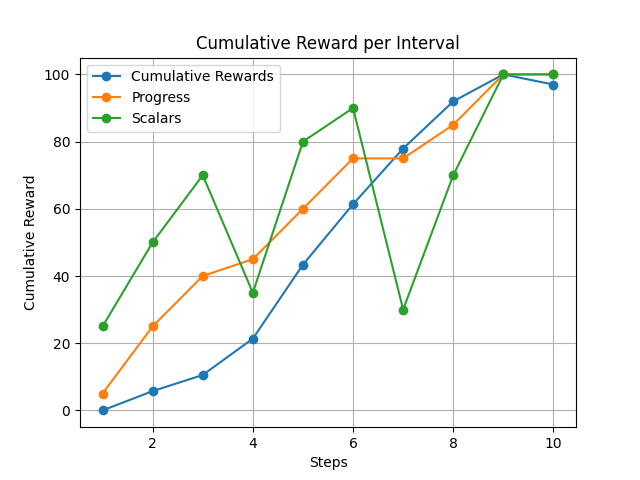 Cumulative Reward per Interval
Cumulative Rewards
Progress
Scalars
Cumulative Reward
100
80
60
40
20
0
2 4 6 8 10
Steps